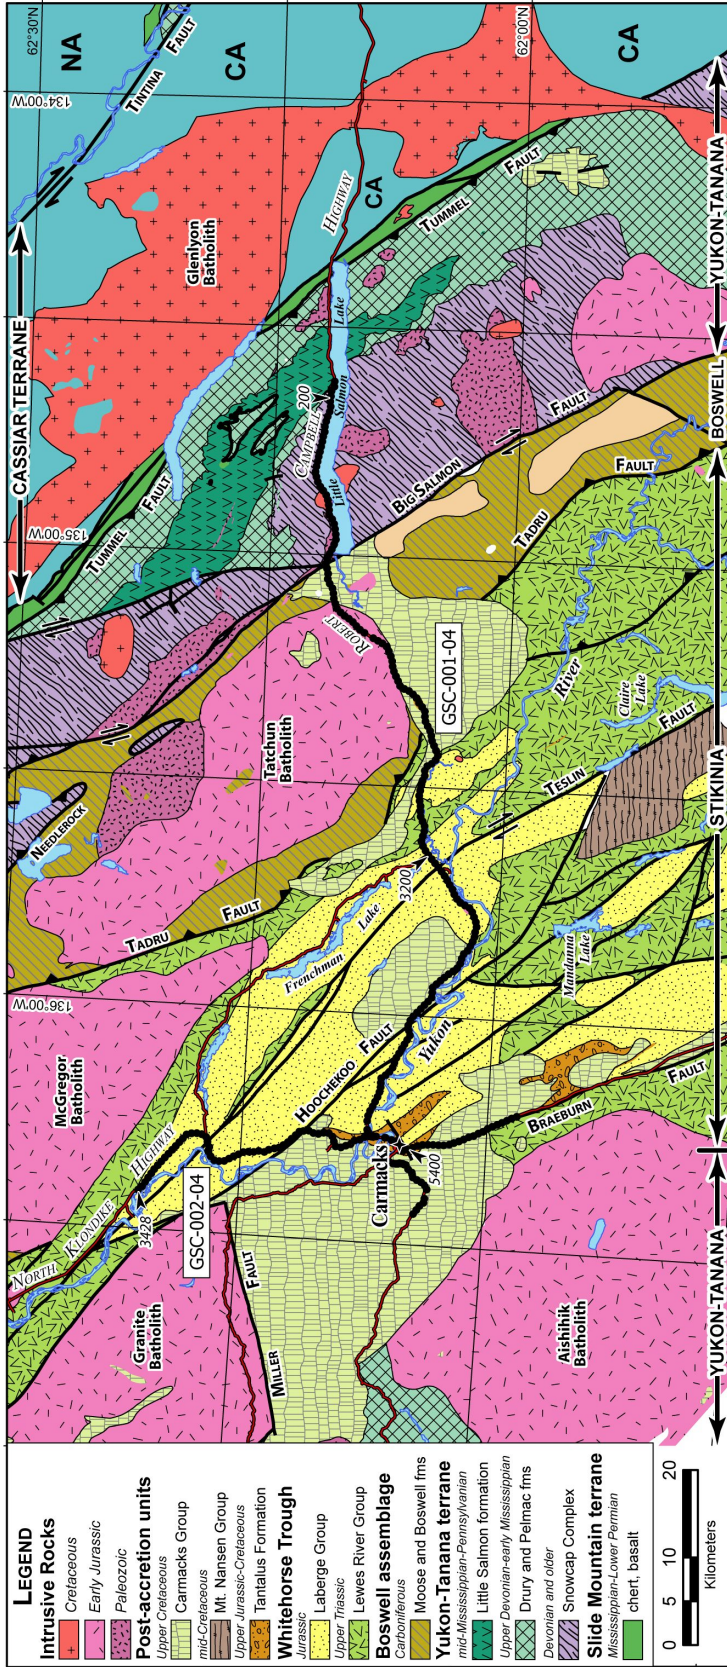 LEGEND
Intrusive Rocks
Cretaceous
Early Jurassic
Paleozoic
Post-accretion units
Upper Cretaceous
Carmacks Group
mid-Cretaceous
Mt. Nansen Group
Upper Jurassic-Cretaceous
Tantalus Formation
Whitehorse Trough
Jurassic
Laberge Group
Upper Triassic
Lewes River Group
Boswell assemblage
Carboniferous
Moose and Boswell fms
Yukon-Tanana terrane
mid-Mississippian-Pennsylvanian
Little Salmon formation
Upper Devonian-early Mississippian
Drury and Pelmac fms
Devonian and older
Snowcap Complex
Slide Mountain terrane
Mississippian-Lower Permian
chert, basalt
0 5 10 20
Kilometers
NORTH KLONDIKE HIGHWAY
3428
GSC-002-04
Granite
Batholith
MILLER FAULT
Carmacks
5400
Aishihik
Batholith
YUKON-TANANA
McGregor
Batholith
136°00'W
HOOCHEKOO FAULT
Yukon
BRAEBURN FAULT
Mandanna
Lake
Frenchman Lake
3200
TADRU FAULT
NEEDLEROCK
Tatchun
Batholith
ROBERT
GSC-001-04
River
TESLIN FAULT
Claire
Lake
STIKINIA
CASSIAR TERRANE
135°00'W
TUMMEL FAULT
CAMPBELL
200
Little Salmon Lake
BIG SALMON FAULT
TADRU FAULT
BOSWELL
Glenlyon
Batholith
HIGHWAY
TUMMEL FAULT
YUKON-TANANA
62°30'N
134°00'W
NA
CA
TINTINA FAULT
CA
62°00'N
CA